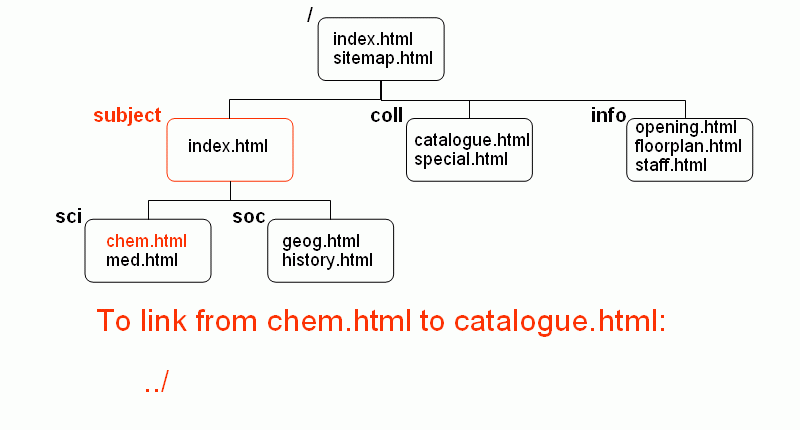 /
index.html
sitemap.html
subject
index.html
coll
catalogue.html
special.html
info
opening.html
floorplan.html
staff.html
sci
chem.html
med.html
soc
geog.html
history.html
To link from chem.html to catalogue.html:
../